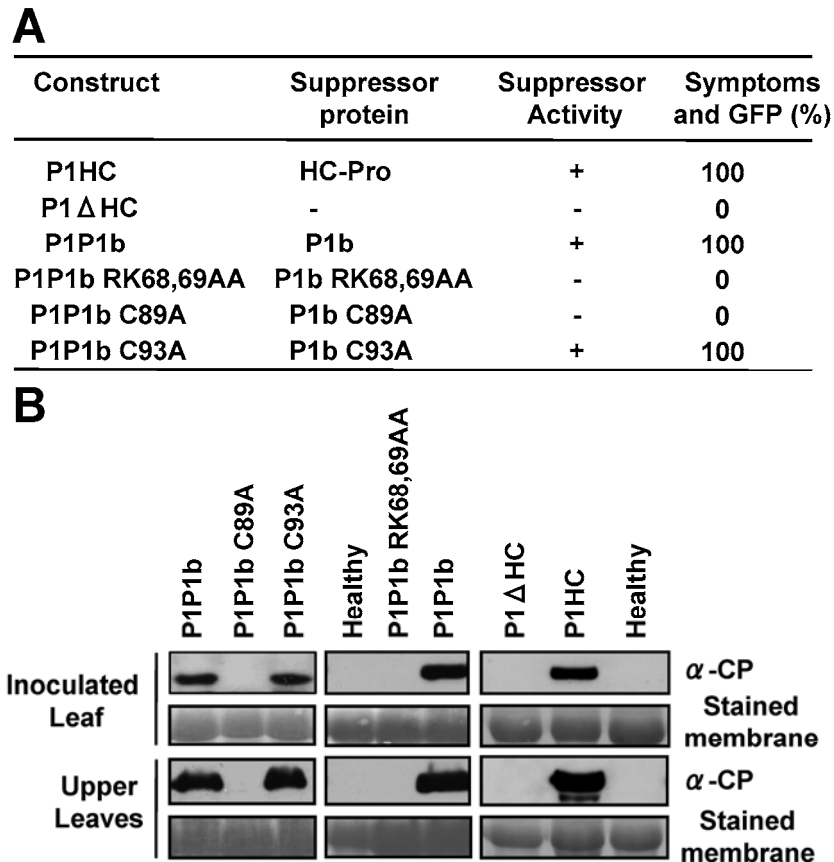 A
Construct Suppressor protein Suppressor Activity Symptoms and GFP (%)
P1HC HC-Pro + 100
P1ΔHC - - 0
P1P1b P1b + 100
P1P1b RK68,69AA P1b RK68,69AA - 0
P1P1b C89A P1b C89A - 0
P1P1b C93A P1b C93A + 100
B
P1P1b
P1P1b C89A
P1P1b C93A
Healthy
P1P1b RK68,69AA
P1P1b
P1ΔHC
P1HC
Healthy
Inoculated
Leaf
α-CP
Stained
membrane
Upper
Leaves
α-CP
Stained
membrane